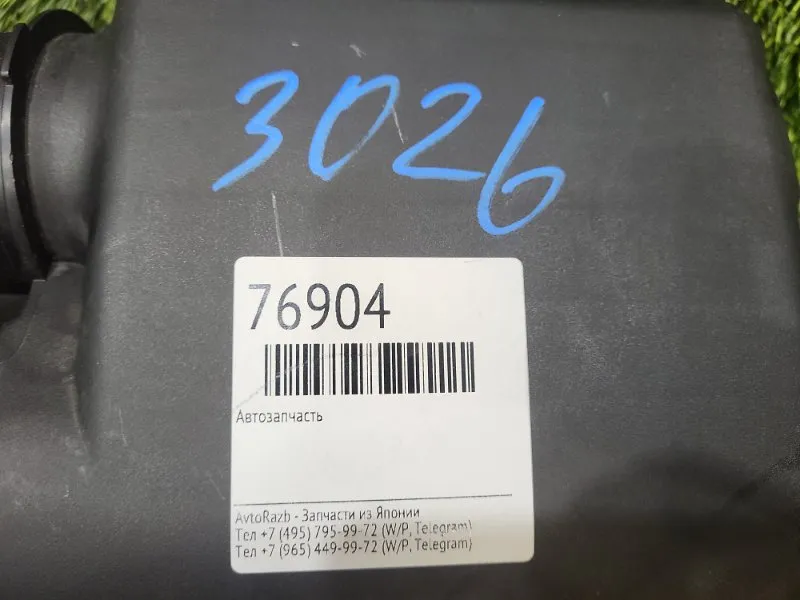 3026
76904
Автозапчасть
AvtoRazb - Запчасти из Японии
Тел +7 (495) 795-99-72 (W/P, Telegram)
Тел +7 (965) 449-99-72 (W/P, Telegram)